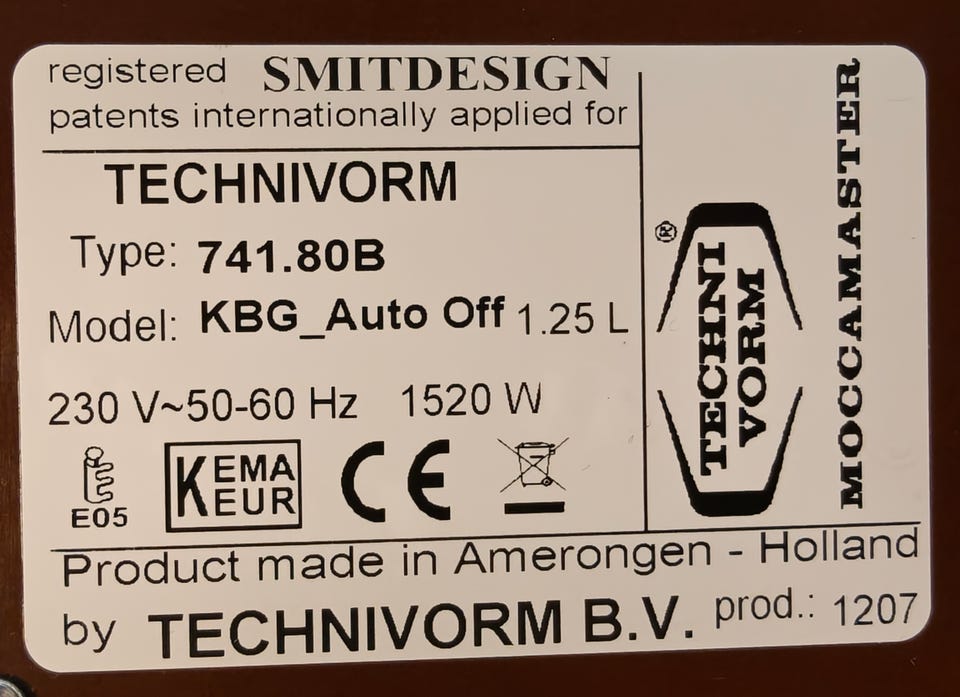 registered SMITDESIGN
patents internationally applied for
TECHNIVORM
Type: 741.80B
Model: KBG_Auto Off 1.25 L
230 V~50-60 Hz 1520 W
E05
KEMA
EUR
CE
®
TECHNI
VORM
MOCCAMASTER
Product made in Amerongen - Holland
by TECHNIVORM B.V. prod.: 1207